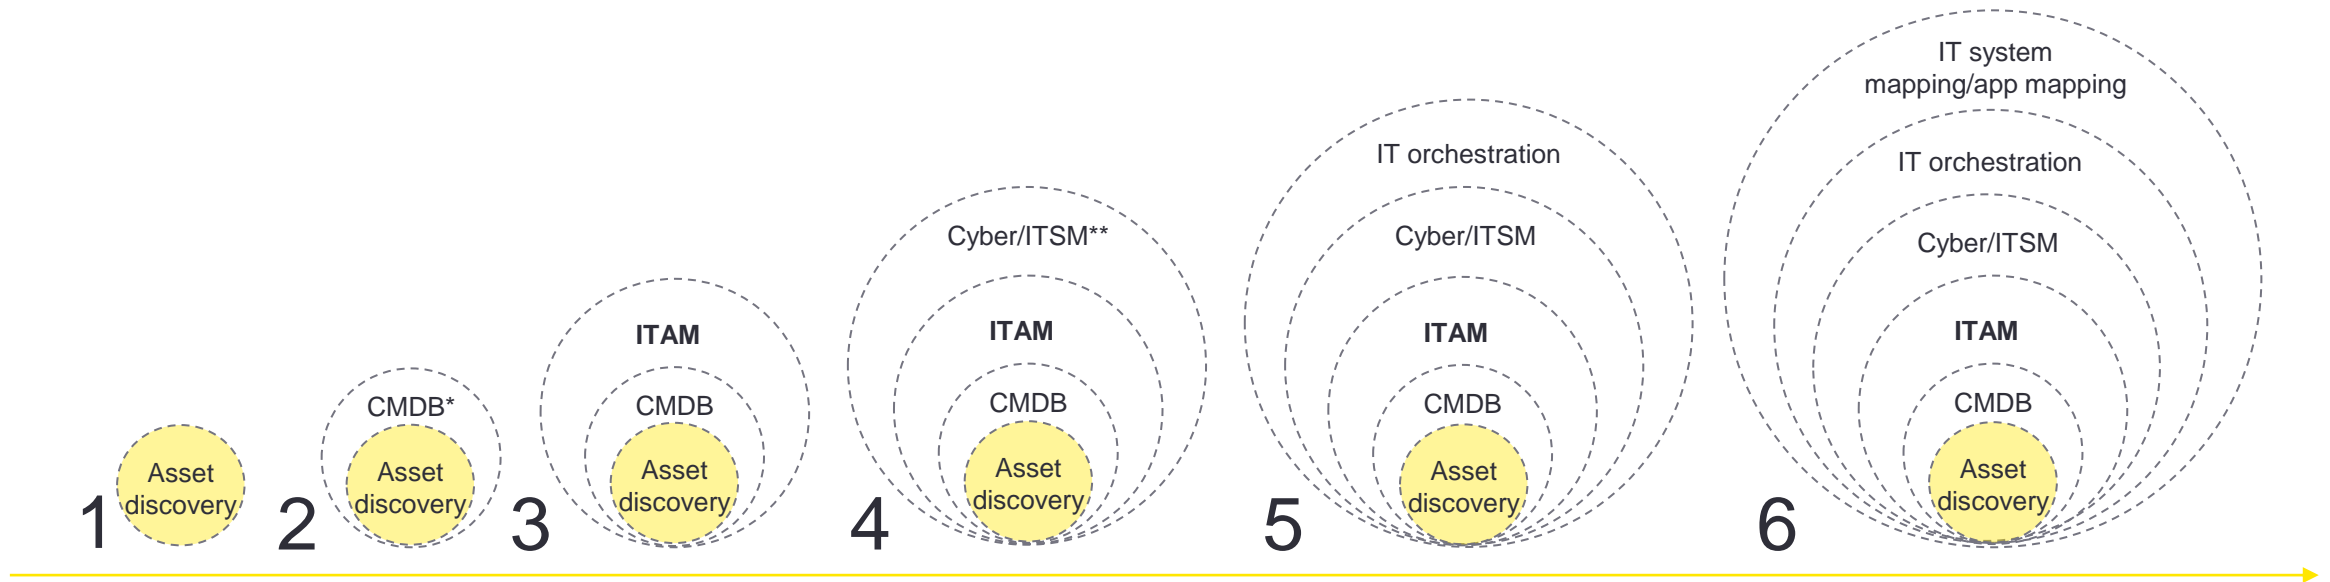 1
Asset
discovery
2
CMDB*
Asset
discovery
3
ITAM
CMDB
Asset
discovery
4
Cyber/ITSM**
ITAM
CMDB
Asset
discovery
5
IT orchestration
Cyber/ITSM
ITAM
CMDB
Asset
discovery
6
IT system
mapping/app mapping
IT orchestration
Cyber/ITSM
ITAM
CMDB
Asset
discovery